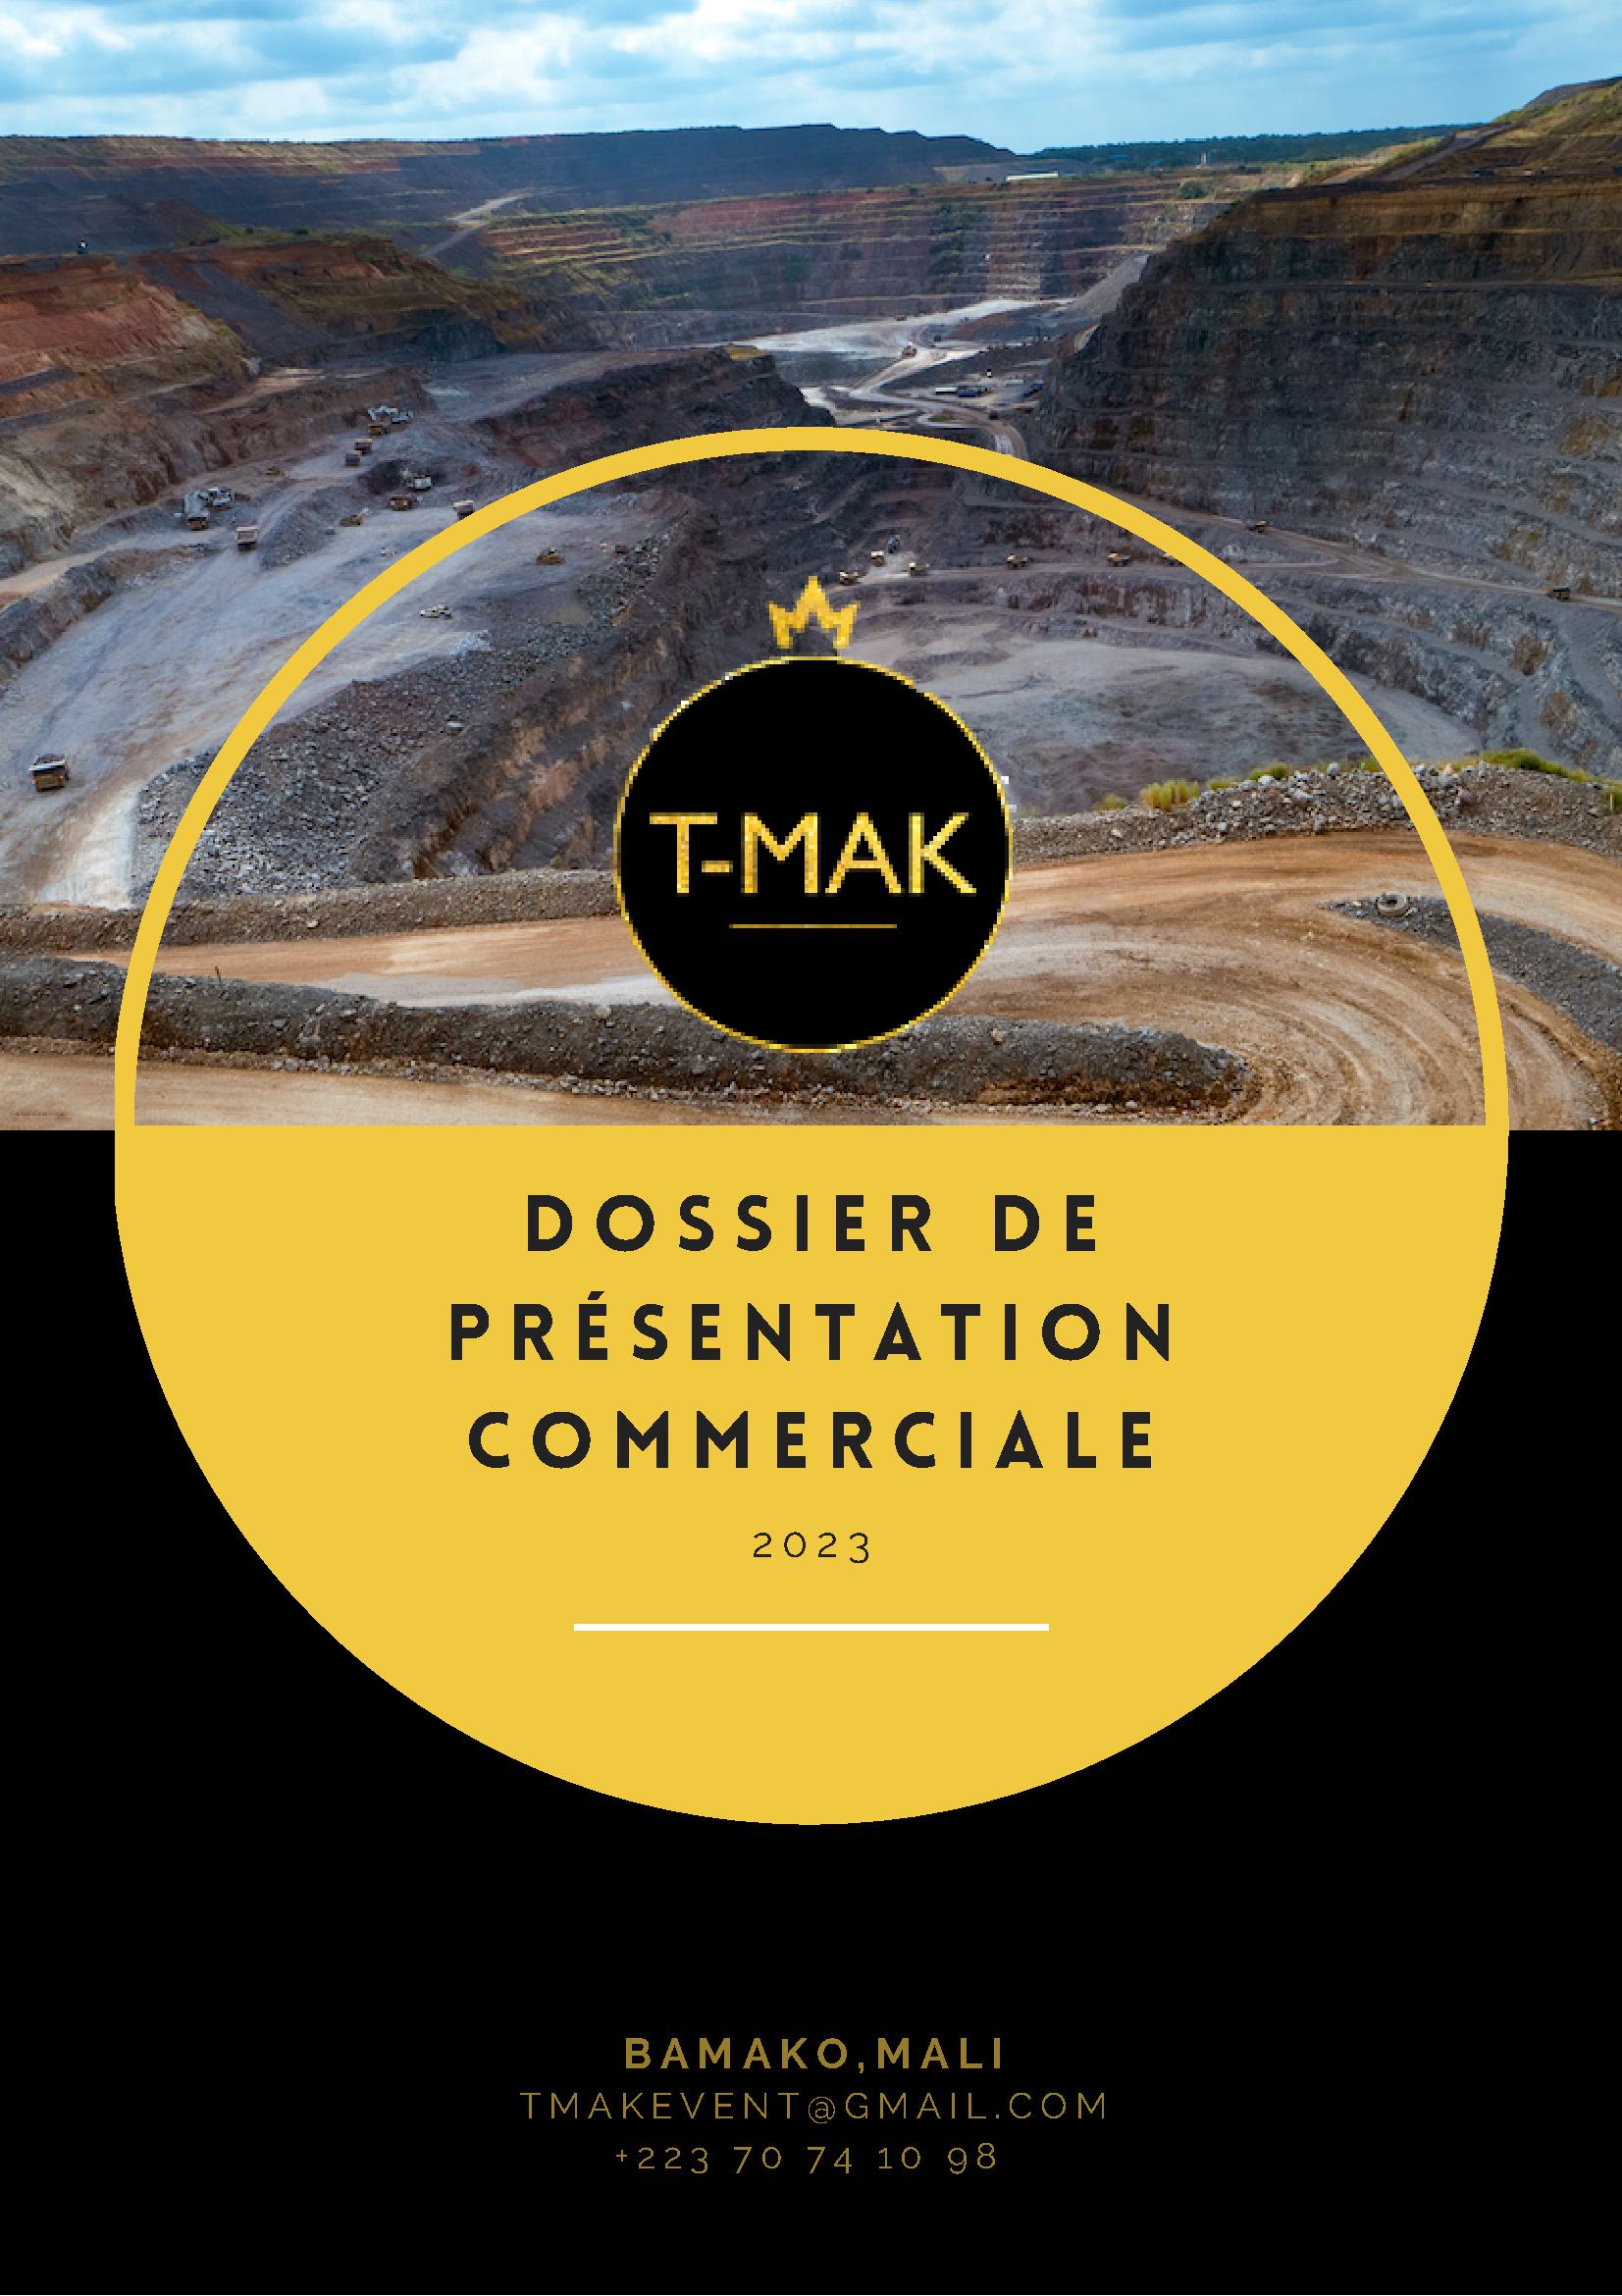 T-MAK
DOSSIER DE
PRÉSENTATION
COMMERCIALE
2023
BAMAKO,MALI
TMAKEVENT@GMAIL.COM
+223 70 74 10 98